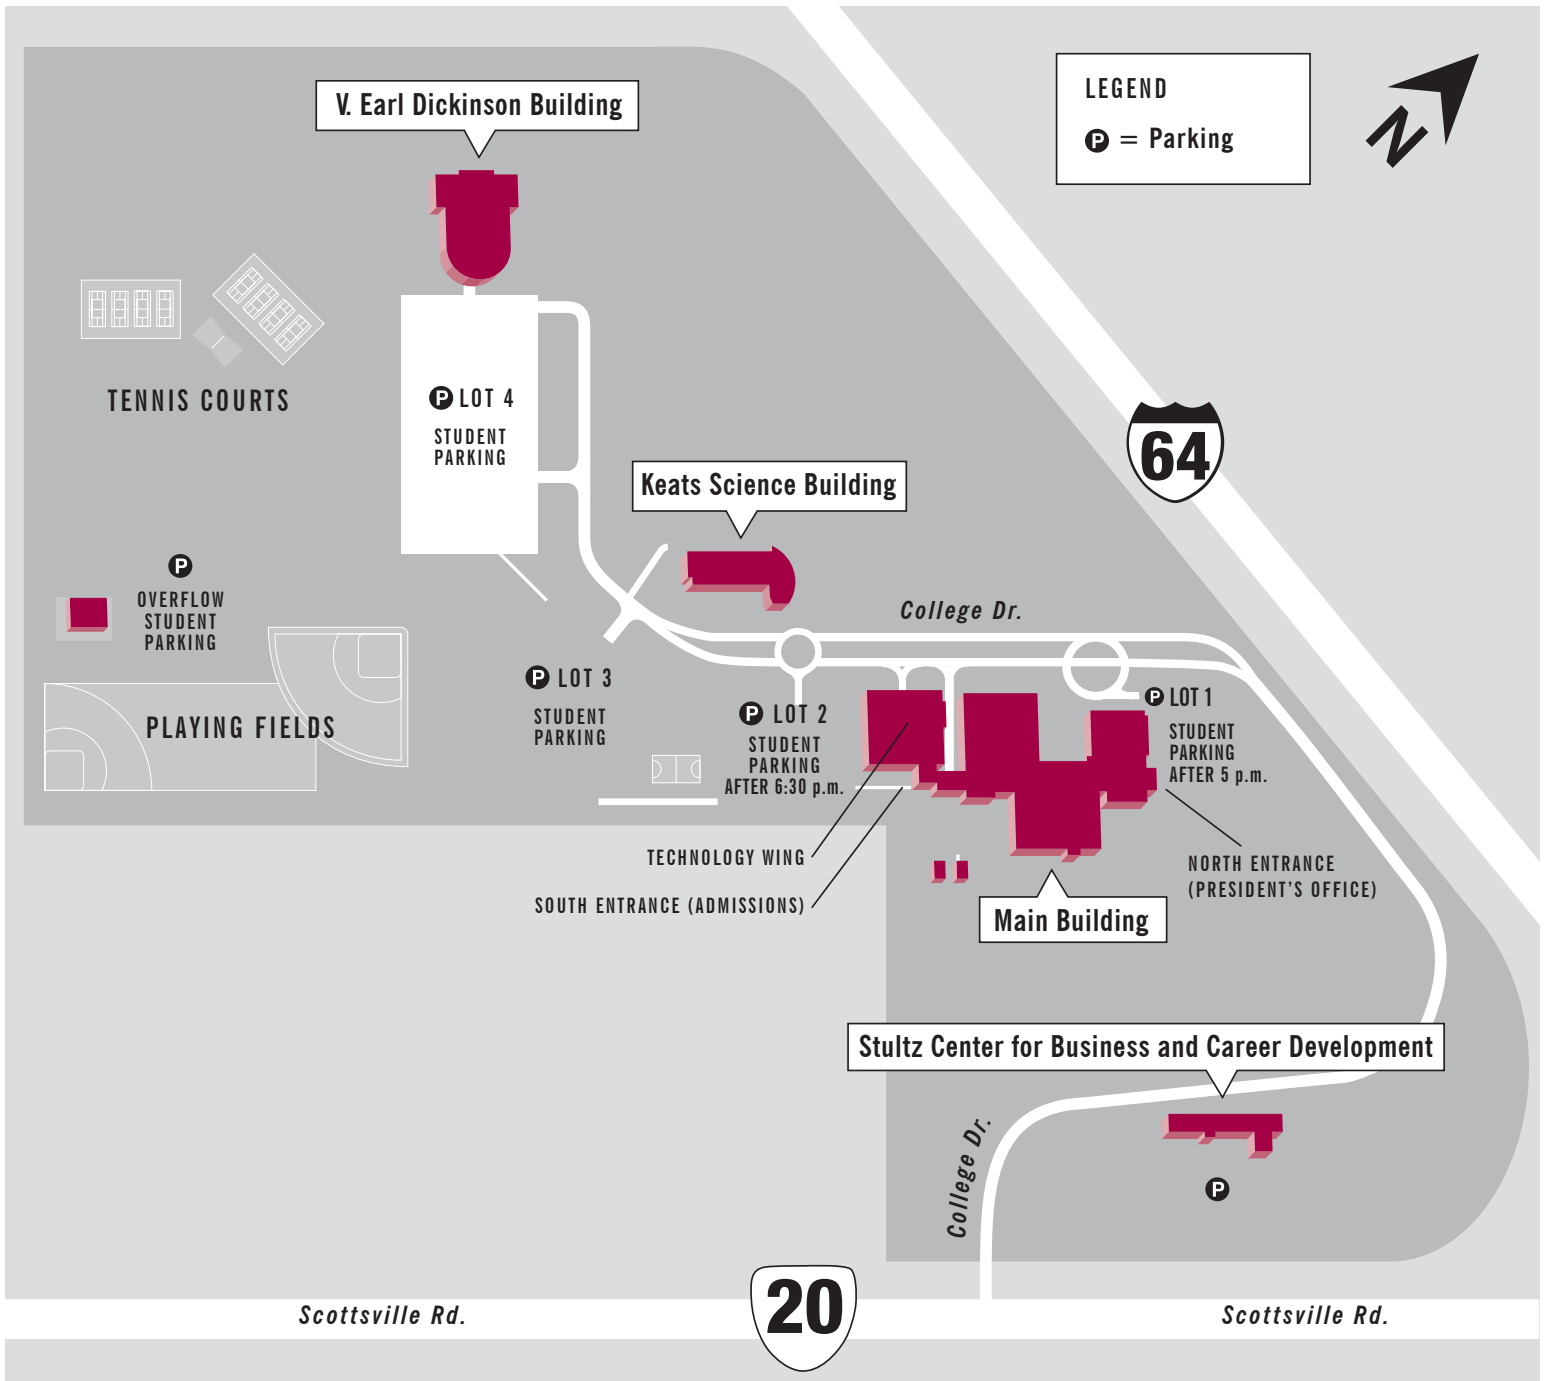 V. Earl Dickinson Building
LEGEND
P = Parking
N
TENNIS COURTS
P LOT 4
STUDENT
PARKING
64
Keats Science Building
P
OVERFLOW
STUDENT
PARKING
College Dr.
P LOT 3
STUDENT
PARKING
PLAYING FIELDS
P LOT 2
STUDENT
PARKING
AFTER 6:30 p.m.
P LOT 1
STUDENT
PARKING
AFTER 5 p.m.
TECHNOLOGY WING
SOUTH ENTRANCE (ADMISSIONS)
NORTH ENTRANCE
(PRESIDENT'S OFFICE)
Main Building
Stultz Center for Business and Career Development
College Dr.
P
Scottsville Rd.
20
Scottsville Rd.